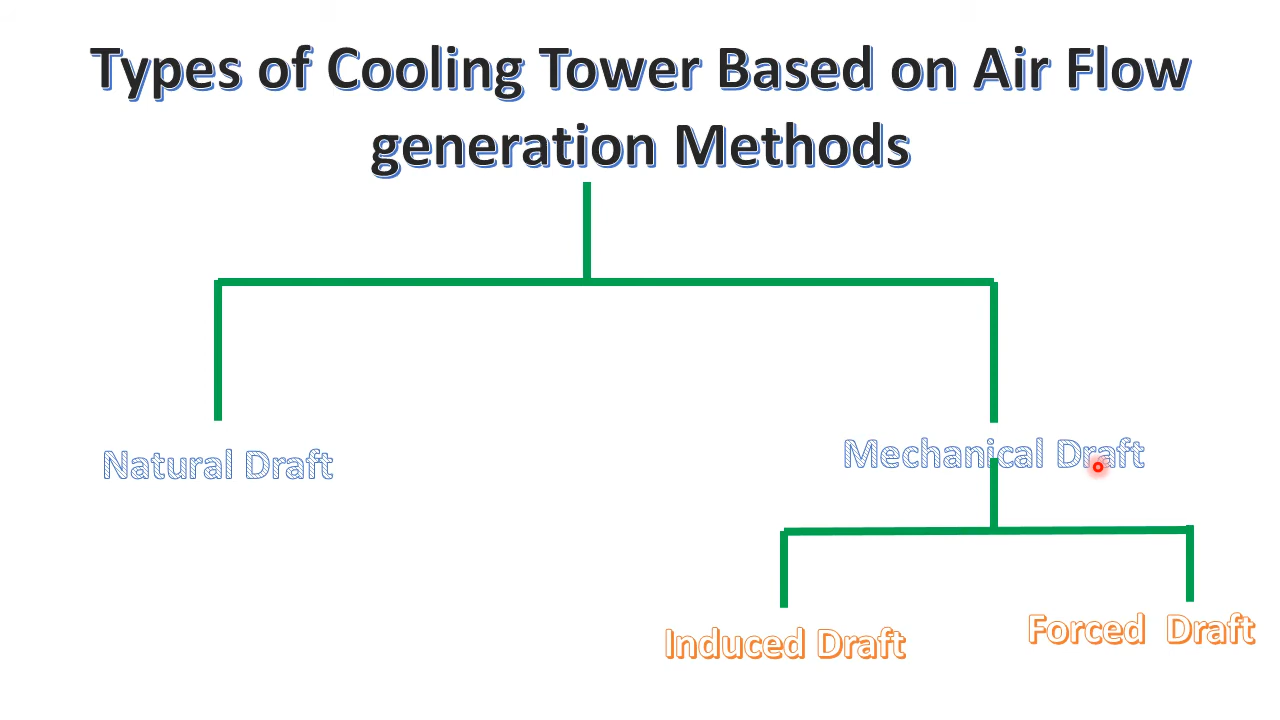 Types of Cooling Tower Based on Air Flow
generation Methods
Natural Draft
Mechanical Draft
Induced Draft
Forced Draft